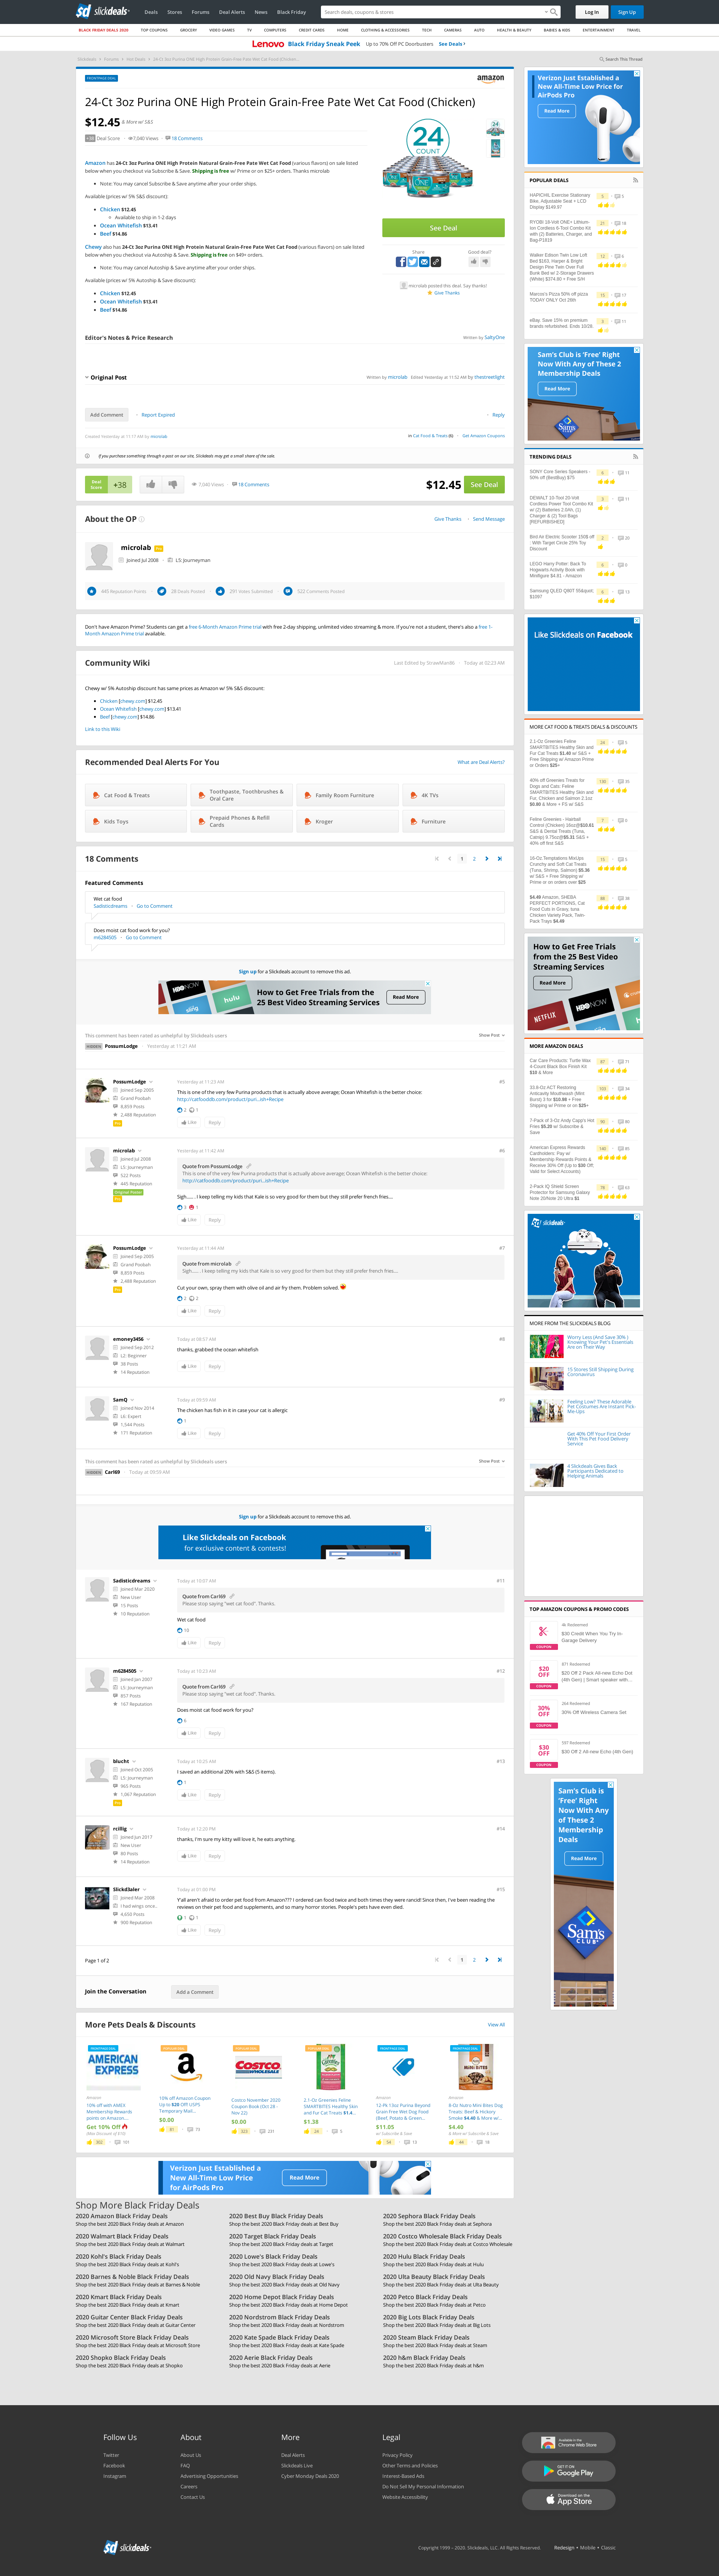 slickdeals
Deals Stores Forums Deal Alerts News Black Friday
Search deals, coupons & stores
Log In Sign Up
BLACK FRIDAY DEALS 2020 TOP COUPONS GROCERY VIDEO GAMES TV COMPUTERS CREDIT CARDS HOME CLOTHING & ACCESSORIES TECH CAMERAS AUTO HEALTH & BEAUTY BABIES & KIDS ENTERTAINMENT TRAVEL
Lenovo Black Friday Sneak Peek Up to 70% Off PC Doorbusters See Deals
Search This Thread
amazon
24-Ct 3oz Purina ONE High Protein Grain-Free Pate Wet Cat Food (Chicken)
$12.45 & More w/ S&S
+38 Deal Score 7,040 Views 18 Comments
Amazon has 24-Ct 3oz Purina ONE High Protein Natural Grain-Free Pate Wet Cat Food (various flavors) on sale listed below when you checkout via Subscribe & Save. Shipping is free w/ Prime or on $25+ orders. Thanks microlab
Note: You may cancel Subscribe & Save anytime after your order ships.
Available (prices w/ 5% S&S discount):
Chicken $12.45
Available to ship in 1-2 days
Ocean Whitefish $13.41
Beef $14.86
Chewy also has 24-Ct 3oz Purina ONE High Protein Natural Grain-Free Pate Wet Cat Food (various flavors) on sale listed below when you checkout via Autoship & Save. Shipping is free on $49+ orders.
Note: You may cancel Autoship & Save anytime after your order ships.
Available (prices w/ 5% Autoship & Save discount):
Chicken $12.45
Ocean Whitefish $13.41
Beef $14.86
24
COUNT
See Deal
Share
Good deal?
microlab posted this deal. Say thanks!
Give Thanks
Editor's Notes & Price Research
Written by SaltyOne
Original Post
Written by microlab Edited Yesterday at 11:52 AM by thestreetlight
Add Comment Report Expired Reply
Created Yesterday at 11:17 AM by microlab
in Cat Food & Treats (6) Get Amazon Coupons
If you purchase something through a post on our site, Slickdeals may get a small share of the sale.
Deal Score +38
7,040 Views 18 Comments
$12.45 See Deal
About the OP
Give Thanks Send Message
microlab
Joined Jul 2008 L5: Journeyman
445 Reputation Points 28 Deals Posted 291 Votes Submitted 522 Comments Posted
Don't have Amazon Prime? Students can get a free 6-Month Amazon Prime trial with free 2-day shipping, unlimited video streaming & more. If you're not a student, there's also a free 1-Month Amazon Prime trial available.
Community Wiki
Today at 02:23 AM
Chewy w/ 5% Autoship discount has same prices as Amazon w/ 5% S&S discount:
Chicken [chewy.com] $12.45
Ocean Whitefish [chewy.com] $13.41
Beef [chewy.com] $14.86
Link to this Wiki
Recommended Deal Alerts For You
What are Deal Alerts?
Cat Food & Treats
Toothpaste, Toothbrushes & Oral Care
Family Room Furniture
4K TVs
Kids Toys
Prepaid Phones & Refill Cards
Kroger
Furniture
18 Comments
1 2
Featured Comments
Wet cat food
Sadisticdreams Go to Comment
Does moist cat food work for you?
m6284505 Go to Comment
Sign up for a Slickdeals account to remove this ad.
HBO NOW hulu
How to Get Free Trials from the 25 Best Video Streaming Services
Read More
This comment has been rated as unhelpful by Slickdeals users
Show Post
HIDDEN PossumLodge Yesterday at 11:21 AM
PossumLodge
Joined Sep 2005
Grand Poobah
8,859 Posts
2,488 Reputation
Yesterday at 11:23 AM
#5
This is one of the very few Purina products that is actually above average; Ocean Whitefish is the better choice:
http://catfooddb.com/product/puri...ish+Recipe
2 1
Like Reply
microlab
Joined Jul 2008
L5: Journeyman
522 Posts
445 Reputation
Original Poster
Yesterday at 11:42 AM
#6
Quote from PossumLodge
This is one of the very few Purina products that is actually above average; Ocean Whitefish is the better choice:
http://catfooddb.com/product/puri...ish+Recipe
Sigh....... I keep telling my kids that Kale is so very good for them but they still prefer french fries....
3 1
Like Reply
PossumLodge
Joined Sep 2005
Grand Poobah
8,859 Posts
2,488 Reputation
Yesterday at 11:44 AM
#7
Quote from microlab
Sigh....... I keep telling my kids that Kale is so very good for them but they still prefer french fries....
Cut your own, spray them with olive oil and air fry them. Problem solved.
2 2
Like Reply
emoney3456
Joined Sep 2012
L2: Beginner
38 Posts
14 Reputation
Today at 08:57 AM
#8
thanks, grabbed the ocean whitefish
Like Reply
SamQ
Joined Nov 2014
L6: Expert
1,544 Posts
171 Reputation
Today at 09:59 AM
#9
The chicken has fish in it in case your cat is allergic
1
Like Reply
This comment has been rated as unhelpful by Slickdeals users
Show Post
HIDDEN Carl69 Today at 09:59 AM
Sign up for a Slickdeals account to remove this ad.
Like Slickdeals on Facebook
for exclusive content & contests!
Sadisticdreams
Joined Mar 2020
New User
15 Posts
10 Reputation
Today at 10:07 AM
#11
Quote from Carl69
Please stop saying "wet cat food". Thanks.
Wet cat food
10
Like Reply
m6284505
Joined Jun 2007
L5: Journeyman
857 Posts
167 Reputation
Today at 10:23 AM
#12
Quote from Carl69
Please stop saying "wet cat food". Thanks.
Does moist cat food work for you?
6
Like Reply
blucht
Joined Oct 2005
L5: Journeyman
965 Posts
1,067 Reputation
Today at 10:25 AM
#13
I saved an additional 20% with S&S (5 items).
1
Like Reply
rcillig
Joined Jun 2017
New User
80 Posts
14 Reputation
Today at 12:20 PM
#14
thanks, I'm sure my kitty will love it, he eats anything.
Like Reply
Slickd3aler
Joined Mar 2008
I had wings once..
4,650 Posts
900 Reputation
Today at 01:00 PM
#15
Y'all aren't afraid to order pet food from Amazon??? I ordered can food twice and both times they were rancid! Since then, I've been reading the reviews on their pet food and supplements, and so many horror stories. People's pets have even died.
1 1
Like Reply
Page 1 of 2
1 2
Join the Conversation
Add a Comment
More Pets Deals & Discounts
View All
AMERICAN EXPRESS
10% off with AMEX Membership Rewards points on Amazon....
Get 10% Off
10% off Amazon Coupon Up to $20 Off USPS Temporary Mail...
$0.00
COSTCO WHOLESALE
Costco November 2020 Coupon Book (Oct 28 - Nov 22)
$0.00
2.1-Oz Greenies Feline SMARTBITES Healthy Skin and Fur Cat Treats $1.4...
$1.38
12-Pk 13oz Purina Beyond Grain Free Wet Dog Food (Beef, Potato & Green...
$11.05
w/ Subscribe & Save
8-Oz Nutro Mini Bites Dog Treats: Beef & Hickory Smoke $4.40 & More w/...
$4.40
& More w/ Subscribe & Save
Verizon Just Established a New All-Time Low Price for AirPods Pro
Read More
Shop More Black Friday Deals
2020 Amazon Black Friday Deals
Shop the best 2020 Black Friday deals at Amazon
2020 Best Buy Black Friday Deals
Shop the best 2020 Black Friday deals at Best Buy
2020 Sephora Black Friday Deals
Shop the best 2020 Black Friday deals at Sephora
2020 Walmart Black Friday Deals
Shop the best 2020 Black Friday deals at Walmart
2020 Target Black Friday Deals
Shop the best 2020 Black Friday deals at Target
2020 Costco Wholesale Black Friday Deals
Shop the best 2020 Black Friday deals at Costco Wholesale
2020 Kohl's Black Friday Deals
Shop the best 2020 Black Friday deals at Kohl's
2020 Lowe's Black Friday Deals
Shop the best 2020 Black Friday deals at Lowe's
2020 Hulu Black Friday Deals
Shop the best 2020 Black Friday deals at Hulu
2020 Barnes & Noble Black Friday Deals
Shop the best 2020 Black Friday deals at Barnes & Noble
2020 Old Navy Black Friday Deals
Shop the best 2020 Black Friday deals at Old Navy
2020 Ulta Beauty Black Friday Deals
Shop the best 2020 Black Friday deals at Ulta Beauty
2020 Kmart Black Friday Deals
Shop the best 2020 Black Friday deals at Kmart
2020 Home Depot Black Friday Deals
Shop the best 2020 Black Friday deals at Home Depot
2020 Petco Black Friday Deals
Shop the best 2020 Black Friday deals at Petco
2020 Guitar Center Black Friday Deals
Shop the best 2020 Black Friday deals at Guitar Center
2020 Nordstrom Black Friday Deals
Shop the best 2020 Black Friday deals at Nordstrom
2020 Big Lots Black Friday Deals
Shop the best 2020 Black Friday deals at Big Lots
2020 Microsoft Store Black Friday Deals
Shop the best 2020 Black Friday deals at Microsoft Store
2020 Kate Spade Black Friday Deals
Shop the best 2020 Black Friday deals at Kate Spade
2020 Steam Black Friday Deals
Shop the best 2020 Black Friday deals at Steam
2020 Shopko Black Friday Deals
Shop the best 2020 Black Friday deals at Shopko
2020 Aerie Black Friday Deals
Shop the best 2020 Black Friday deals at Aerie
2020 h&m Black Friday Deals
Shop the best 2020 Black Friday deals at h&m
Verizon Just Established a New All-Time Low Price for AirPods Pro
Read More
POPULAR DEALS
HAPICHIL Exercise Stationary Bike, Adjustable Seat + LCD Display $149.97
RYOBI 18-Volt ONE+ Lithium-Ion Cordless 6-Tool Combo Kit with (2) Batteries, Charger, and Bag-P1819
Walker Edison Twin Low Loft Bed $163, Harper & Bright Design Pine Twin Over Full Bunk Bed w/ 2-Storage Drawers (White) $374.80 + Free S/H
Marcos's Pizza 50% off pizza TODAY ONLY Oct 26th
eBay: Save 15% on premium brands refurbished. Ends 10/28.
Sam's Club is 'Free' Right Now With Any of These 2 Membership Deals
Read More
TRENDING DEALS
SONY Core Series Speakers - 50% off (BestBuy) $75
DEWALT 10-Tool 20-Volt Cordless Power Tool Combo Kit w/ (2) Batteries 2.0Ah, (1) Charger & (1) Tool Bags [REFURBISHED]
Bird Air Electric Scooter 150$ off : With Target Circle 25% Toy Discount
LEGO Harry Potter: Back To Hogwarts Activity Book with Minifigure $4.81 - Amazon
Samsung QLED Q80T 55&quot; $1097
Like Slickdeals on Facebook
MORE CAT FOOD & TREATS DEALS & DISCOUNTS
2.1-Oz Greenies Feline SMARTBITES Healthy Skin and Fur Cat Treats $1.40 w/ S&S + Free Shipping w/ Amazon Prime or Orders $25+
40% off Greenies Treats for Dogs and Cats: Feline SMARTBITES Healthy Skin and Fur, Chicken and Salmon 2.1oz $0.80 & More + FS w/ S&S
Feline Greenies - Hairball Control (Chicken) 16oz@$10.61 S&S & Dental Treats (Tuna, Catnip) 9.75oz@$5.31 S&S + 40% off first S&S
16-Oz Temptations MixUps Crunchy and Soft Cat Treats (Tuna, Shrimp, Salmon) $5.36 w/ S&S + Free Shipping w/ Prime or on orders over $25
$4.49 Amazon, SHEBA PERFECT PORTIONS, Cat Food Cuts in Gravy, tuna Chicken Variety Pack, Twin-Pack Trays $4.49
How to Get Free Trials from the 25 Best Video Streaming Services
Read More
NETFLIX hulu HBO NOW
MORE AMAZON DEALS
Car Care Products: Turtle Wax 4-Count Black Box Finish Kit $10 & More
33.8-Oz ACT Restoring Anticavity Mouthwash (Mint Burst) 3 for $10.88 + Free Shipping w/ Prime or on $25+
7-Pack of 3-Oz Andy Capp's Hot Fries $5.20 w/ Subscribe & Save
American Express Rewards Cardholders: Pay w/ Membership Rewards Points & Receive 30% Off (Up to $30 Off, Valid for Select Accounts)
2-Pack IQ Shield Screen Protector for Samsung Galaxy Note 20/Note 20 Ultra $1
slickdeals
MORE FROM THE SLICKDEALS BLOG
Worry Less (And Save 30%) Knowing Your Pet's Essentials Are on Their Way
15 Stores Still Shipping During Coronavirus
Feeling Low? These Adorable Pet Costumes Are Instant Pick-Me-Ups
Get 40% Off Your First Order With This Pet Food Delivery Service
4 Slickdeals Gives Back Participants Dedicated to Helping Animals
TOP AMAZON COUPONS & PROMO CODES
COUPON
$30 Credit When You Try In-Garage Delivery
$20 OFF
COUPON
871 Redeemed
$20 Off 2 Pack All-new Echo Dot (4th Gen) | Smart speaker with...
30% OFF
COUPON
30% Off Wireless Camera Set
$30 OFF
COUPON
597 Redeemed
$30 Off 2 All-new Echo (4th Gen)
Sam's Club is 'Free' Right Now With Any of These 2 Membership Deals
Read More
Sam's CLUB
Follow Us
Twitter
Facebook
Instagram
About
About Us
FAQ
Advertising Opportunities
Careers
Contact Us
More
Deal Alerts
Slickdeals Live
Cyber Monday Deals 2020
Legal
Privacy Policy
Other Terms and Policies
Interest-Based Ads
Do Not Sell My Personal Information
Website Accessibility
Available in the Chrome Web Store
GET IT ON Google Play
Download on the App Store
slickdeals
Copyright 1999 - 2020. Slickdeals, LLC. All Rights Reserved.
Redesign • Mobile • Classic